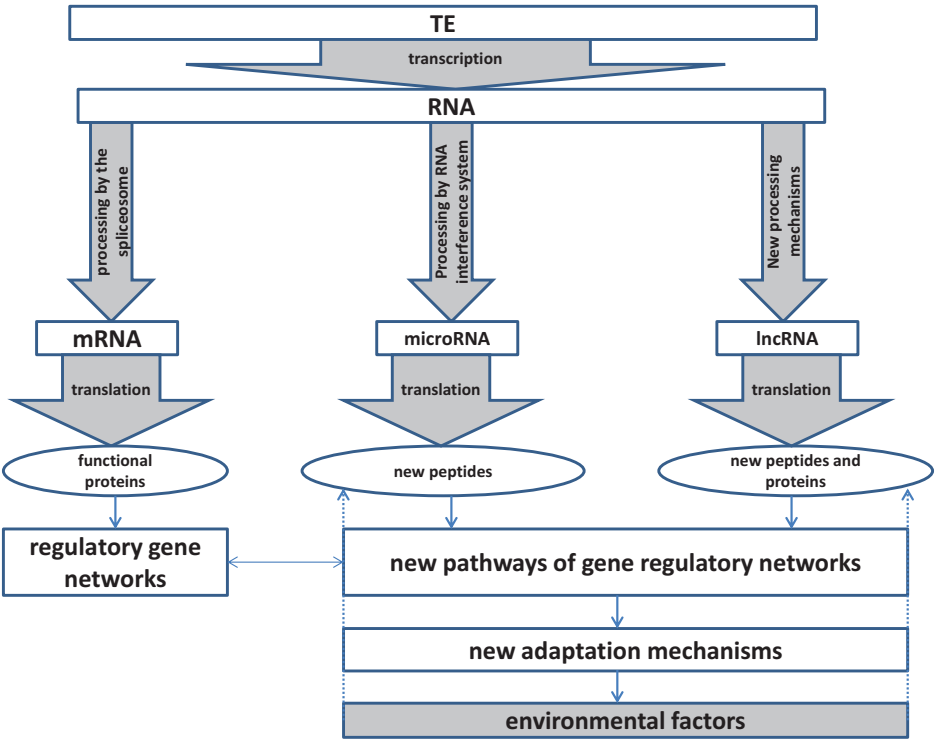 TE
transcription
RNA
processing by the
spliceosome
Processing by RNA
interference system
New processing
mechanisms
mRNA
microRNA
lncRNA
translation
translation
translation
functional
proteins
new peptides
new peptides and
proteins
regulatory gene
networks
new pathways of gene regulatory networks
new adaptation mechanisms
environmental factors